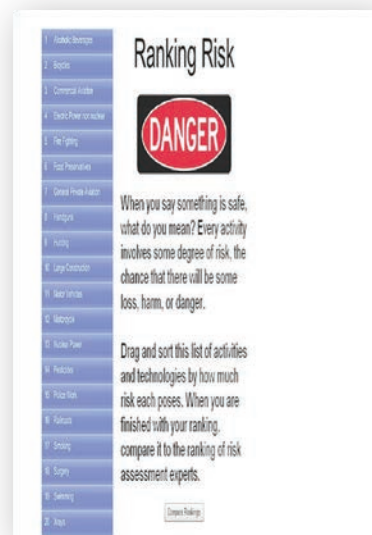 1 Alcoholic Beverages
2 Bicycles
3 Commercial Aviation
4 Electric Power non nuclear
5 Fire Fighting
6 Food Preservatives
7 General Private Aviation
8 Handguns
9 Hunting
10 Large Construction
11 Motor Vehicles
12 Motorcycle
13 Nuclear Power
14 Pesticides
15 Police Work
16 Railroads
17 Smoking
18 Surgery
19 Swimming
20 Xrays
Ranking Risk
DANGER
When you say something is safe,
what do you mean? Every activity
involves some degree of risk, the
chance that there will be some
loss, harm, or danger.
Drag and sort this list of activities
and technologies by how much
risk each poses. When you are
finished with your ranking,
compare it to the ranking of risk
assessment experts.
Compare Rankings